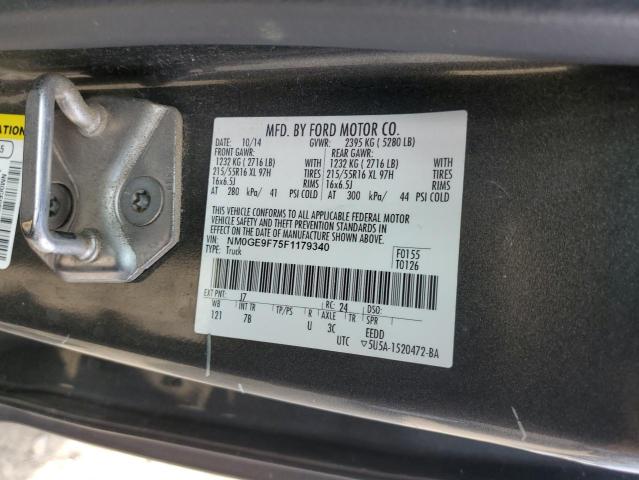 MFD. BY FORD MOTOR CO.
DATE: 10/14 GVWR: 2395 KG ( 5280 LB)
FRONT GAWR: REAR GAWR:
1232 KG ( 2716 LB) WITH 1232 KG ( 2716 LB) WITH
215/55R16 XL 97H TIRES 215/55R16 XL 97H TIRES
16x6.5J RIMS 16x6.5J RIMS
AT 280 kPa/ 41 PSI COLD AT 300 kPa/ 44 PSI COLD
THIS VEHICLE CONFORMS TO ALL APPLICABLE FEDERAL MOTOR
VEHICLE SAFETY AND THEFT PREVENTION STANDARDS IN
EFFECT ON THE DATE OF MANUFACTURE SHOWN ABOVE.
VIN: NM0GE9F75F1179340
TYPE: Truck
F0155
T0126
EXT PNT: J7 RC: 24 DSO:
WB INT TR TP/PS R AXLE TR SPR
121 7B U 3C EEDD
UTC ▽5U5A-1520472-BA
ATION
5